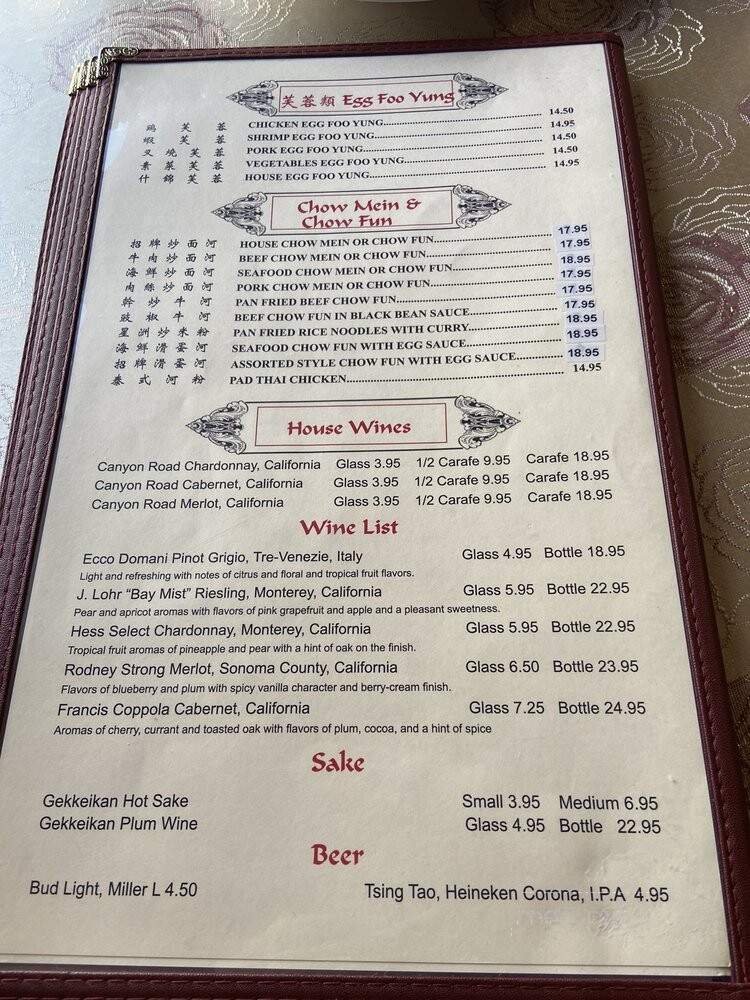 芙蓉類 Egg Foo Yung
鷄 芙 蓉 CHICKEN EGG FOO YUNG 14.50
蝦 芙 蓉 SHRIMP EGG FOO YUNG 14.95
叉 燒 芙 蓉 PORK EGG FOO YUNG 14.50
素 菜 芙 蓉 VEGETABLES EGG FOO YUNG 14.50
什 錦 芙 蓉 HOUSE EGG FOO YUNG 14.95
Chow Mein &
Chow Fun
招 牌 炒 面 河 HOUSE CHOW MEIN OR CHOW FUN 17.95
牛 肉 炒 面 河 BEEF CHOW MEIN OR CHOW FUN 17.95
海 鮮 炒 面 河 SEAFOOD CHOW MEIN OR CHOW FUN 18.95
肉 絲 炒 面 河 PORK CHOW MEIN OR CHOW FUN 17.95
幹 炒 牛 河 PAN FRIED BEEF CHOW FUN 17.95
豉 椒 牛 河 BEEF CHOW FUN IN BLACK BEAN SAUCE 17.95
星 洲 炒 米 粉 PAN FRIED RICE NOODLES WITH CURRY 18.95
海 鮮 滑 蛋 河 SEAFOOD CHOW FUN WITH EGG SAUCE 18.95
招 牌 滑 蛋 河 ASSORTED STYLE CHOW FUN WITH EGG SAUCE 18.95
泰 式 河 粉 PAD THAI CHICKEN 14.95
House Wines
Canyon Road Chardonnay, California Glass 3.95 1/2 Carafe 9.95 Carafe 18.95
Canyon Road Cabernet, California Glass 3.95 1/2 Carafe 9.95 Carafe 18.95
Canyon Road Merlot, California Glass 3.95 1/2 Carafe 9.95 Carafe 18.95
Wine List
Ecco Domani Pinot Grigio, Tre-Venezie, Italy Glass 4.95 Bottle 18.95
Light and refreshing with notes of citrus and floral and tropical fruit flavors.
J. Lohr “Bay Mist” Riesling, Monterey, California Glass 5.95 Bottle 22.95
Pear and apricot aromas with flavors of pink grapefruit and apple and a pleasant sweetness.
Hess Select Chardonnay, Monterey, California Glass 5.95 Bottle 22.95
Tropical fruit aromas of pineapple and pear with a hint of oak on the finish.
Rodney Strong Merlot, Sonoma County, California Glass 6.50 Bottle 23.95
Flavors of blueberry and plum with spicy vanilla character and berry-cream finish.
Francis Coppola Cabernet, California Glass 7.25 Bottle 24.95
Aromas of cherry, currant and toasted oak with flavors of plum, cocoa, and a hint of spice
Sake
Gekkeikan Hot Sake Small 3.95 Medium 6.95
Gekkeikan Plum Wine Glass 4.95 Bottle 22.95
Beer
Bud Light, Miller L 4.50 Tsing Tao, Heineken Corona, I.P.A 4.95